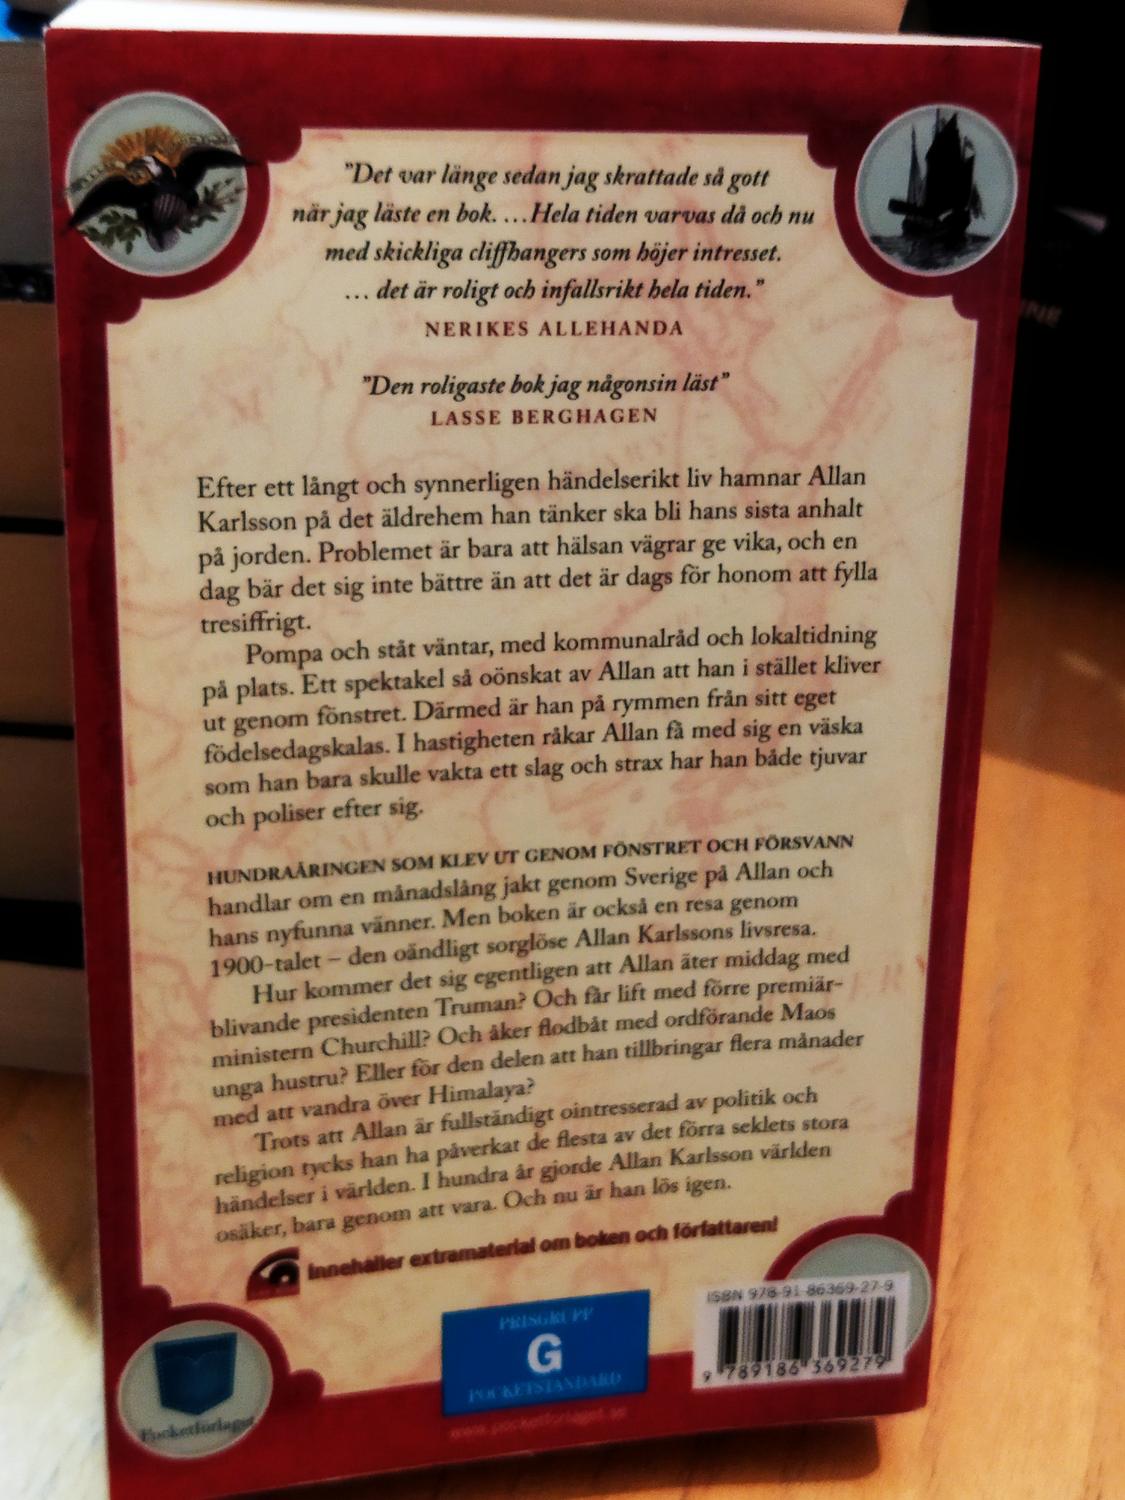 "Det var länge sedan jag skrattade så gott
när jag läste en bok. …Hela tiden varvas då och nu
med skickliga cliffhangers som höjer intresset.
… det är roligt och infallsrikt hela tiden."
NERIKES ALLEHANDA
"Den roligaste bok jag någonsin läst"
LASSE BERGHAGEN
Efter ett långt och synnerligen händelserikt liv hamnar Allan
Karlsson på det äldrehem han tänker ska bli hans sista anhalt
på jorden. Problemet är bara att hälsan vägrar ge vika, och en
dag bär det sig inte bättre än att det är dags för honom att fylla
tresiffrigt.
Pompa och ståt väntar, med kommunalråd och lokaltidning
på plats. Ett spektakel så oönskat av Allan att han i stället kliver
ut genom fönstret. Därmed är han på rymmen från sitt eget
födelsedagskalas. I hastigheten råkar Allan få med sig en väska
som han bara skulle vakta ett slag och strax har han både tjuvar
och poliser efter sig.
HUNDRAÅRINGEN SOM KLEV UT GENOM FÖNSTRET OCH FÖRSVANN
handlar om en månadslång jakt genom Sverige på Allan och
hans nyfunna vänner. Men boken är också en resa genom
1900-talet – den oändligt sorglöse Allan Karlssons livsresa.
Hur kommer det sig egentligen att Allan äter middag med
blivande presidenten Truman? Och får lift med förre premiär-
ministern Churchill? Och åker flodbåt med ordförande Maos
unga hustru? Eller för den delen att han tillbringar flera månader
med att vandra över Himalaya?
Trots att Allan är fullständigt ointresserad av politik och
religion tycks han ha påverkat de flesta av det förra seklets stora
händelser i världen. I hundra år gjorde Allan Karlsson världen
osäker, bara genom att vara. Och nu är han lös igen.
Innehåller extramaterial om boken och författaren!
ISBN 978-91-86369-27-9
9 789186 369279
PRISGRUPP
G
POCKETSTANDARD
Pocketförlaget
www.pocketforlaget.se